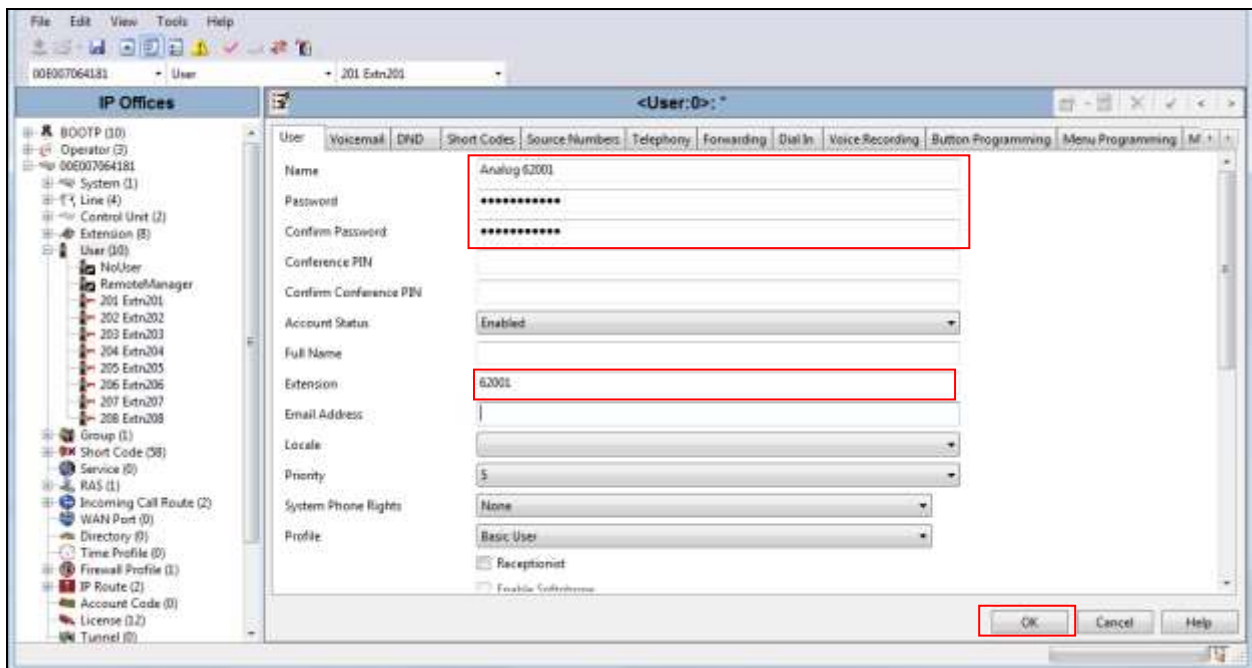 File Edit View Tools Help
00E007064181 User 201 Extn201
IP Offices
<User:0>: *
BOOTP (10)
Operator (3)
00E007064181
System (1)
Line (4)
Control Unit (2)
Extension (8)
User (10)
NoUser
RemoteManager
201 Extn201
202 Extn202
203 Extn203
204 Extn204
205 Extn205
206 Extn206
207 Extn207
208 Extn208
Group (1)
Short Code (58)
Service (0)
RAS (1)
Incoming Call Route (2)
WAN Port (0)
Directory (0)
Time Profile (0)
Firewall Profile (1)
IP Route (2)
Account Code (0)
License (12)
Tunnel (0)
User Voicemail DND Short Codes Source Numbers Telephony Forwarding Dial In Voice Recording Button Programming Menu Programming M
Name Analog 62001
Password •••••••••••
Confirm Password •••••••••••
Conference PIN
Confirm Conference PIN
Account Status Enabled
Full Name
Extension 62001
Email Address
Locale
Priority 5
System Phone Rights None
Profile Basic User
Receptionist
Enable Softphone
OK Cancel Help